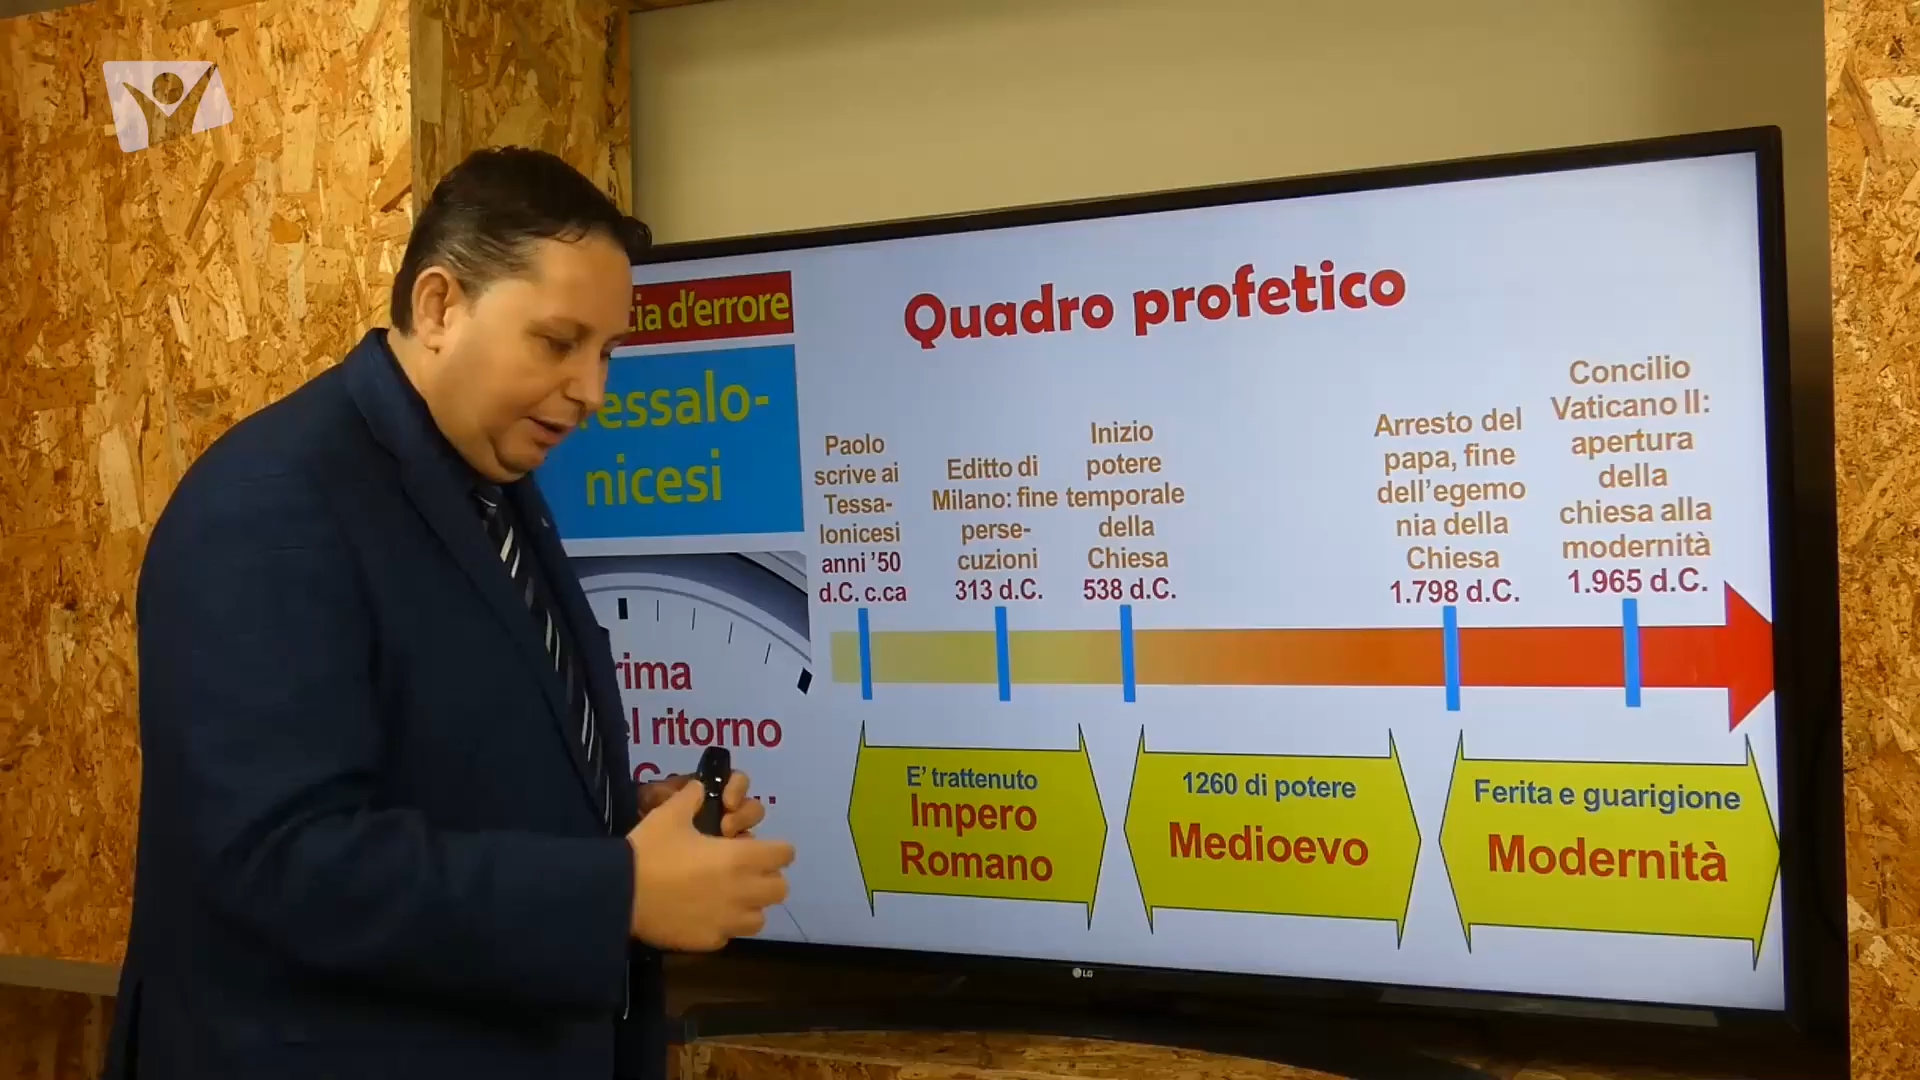 d'errore
nicesi
ritorno
Quadro profetico
Paolo
scrive ai
Tessa-
lonicesi
anni '50
d.C. c.ca
Editto di
Milano: fine
perse-
cuzioni
313 d.C.
Inizio
potere
temporale
della
Chiesa
538 d.C.
Arresto del
papa, fine
dell'egemo
nia della
Chiesa
1.798 d.C.
Concilio
Vaticano II:
apertura
della
chiesa alla
modernità
1.965 d.C.
E' trattenuto
Impero
Romano
1260 di potere
Medioevo
Ferita e guarigione
Modernità
LG